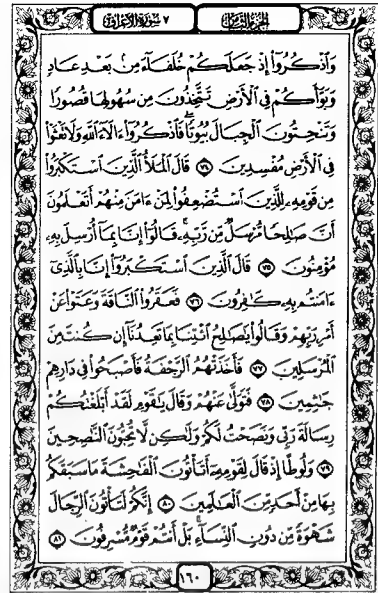 الجزء الثامن ٧ سورة الأعراف
وَاذْكُرُوٓا۟ إِذْ جَعَلَكُمْ خُلَفَآءَ مِنۢ بَعْدِ عَادٍ
وَبَوَّأَكُمْ فِى ٱلْأَرْضِ تَتَّخِذُونَ مِن سُهُولِهَا قُصُورًا
وَتَنْحِتُونَ ٱلْجِبَالَ بُيُوتًا ۖ فَٱذْكُرُوٓا۟ ءَالَآءَ ٱللَّهِ وَلَا تَعْثَوْا۟
فِى ٱلْأَرْضِ مُفْسِدِينَ ٧٤ قَالَ ٱلْمَلَأُ ٱلَّذِينَ ٱسْتَكْبَرُوا۟
مِن قَوْمِهِۦ لِلَّذِينَ ٱسْتُضْعِفُوا۟ لِمَنْ ءَامَنَ مِنْهُمْ أَتَعْلَمُونَ
أَنَّ صَٰلِحًا مُّرْسَلٌ مِّن رَّبِّهِۦ ۚ قَالُوٓا۟ إِنَّا بِمَآ أُرْسِلَ بِهِۦ
مُؤْمِنُونَ ٧٥ قَالَ ٱلَّذِينَ ٱسْتَكْبَرُوٓا۟ إِنَّا بِٱلَّذِىٓ
ءَامَنتُم بِهِۦ كَٰفِرُونَ ٧٦ فَعَقَرُوا۟ ٱلنَّاقَةَ وَعَتَوْا۟ عَنْ
أَمْرِ رَبِّهِمْ وَقَالُوا۟ يَٰصَٰلِحُ ٱئْتِنَا بِمَا تَعِدُنَآ إِن كُنتَ مِنَ
ٱلْمُرْسَلِينَ ٧٧ فَأَخَذَتْهُمُ ٱلرَّجْفَةُ فَأَصْبَحُوا۟ فِى دَارِهِمْ
جَٰثِمِينَ ٧٨ فَتَوَلَّىٰ عَنْهُمْ وَقَالَ يَٰقَوْمِ لَقَدْ أَبْلَغْتُكُمْ
رِسَالَةَ رَبِّى وَنَصَحْتُ لَكُمْ وَلَٰكِن لَّا تُحِبُّونَ ٱلنَّٰصِحِينَ
٧٩ وَلُوطًا إِذْ قَالَ لِقَوْمِهِۦٓ أَتَأْتُونَ ٱلْفَٰحِشَةَ مَا سَبَقَكُم
بِهَا مِنْ أَحَدٍ مِّنَ ٱلْعَٰلَمِينَ ٨٠ إِنَّكُمْ لَتَأْتُونَ ٱلرِّجَالَ
شَهْوَةً مِّن دُونِ ٱلنِّسَآءِ ۚ بَلْ أَنتُمْ قَوْمٌ مُّسْرِفُونَ ٨١
١٦٠